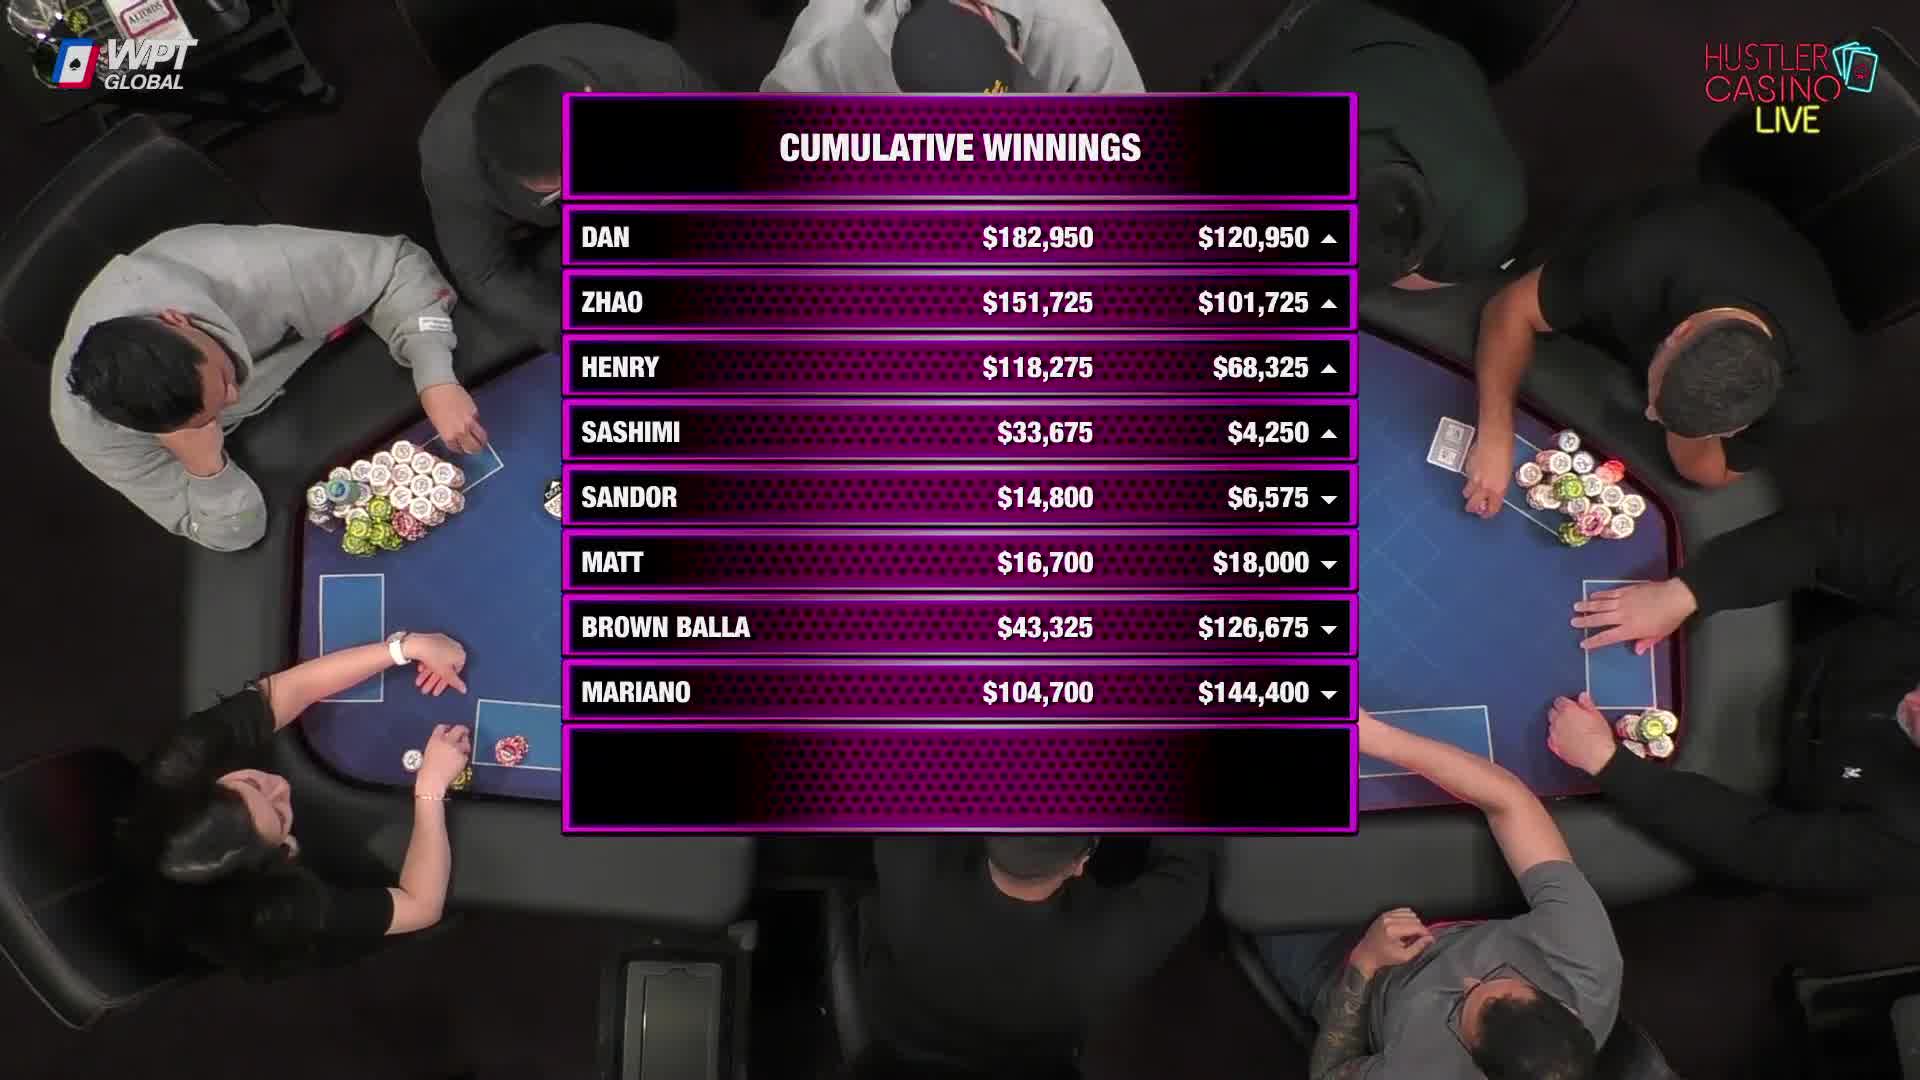 ALTOIDS
WPT
GLOBAL
HUSTLER
CASINO
LIVE
CUMULATIVE WINNINGS
DAN $182,950 $120,950
ZHAO $151,725 $101,725
HENRY $118,275 $68,325
SASHIMI $33,675 $4,250
SANDOR $14,800 $6,575
MATT $16,700 $18,000
BROWN BALLA $43,325 $126,675
MARIANO $104,700 $144,400